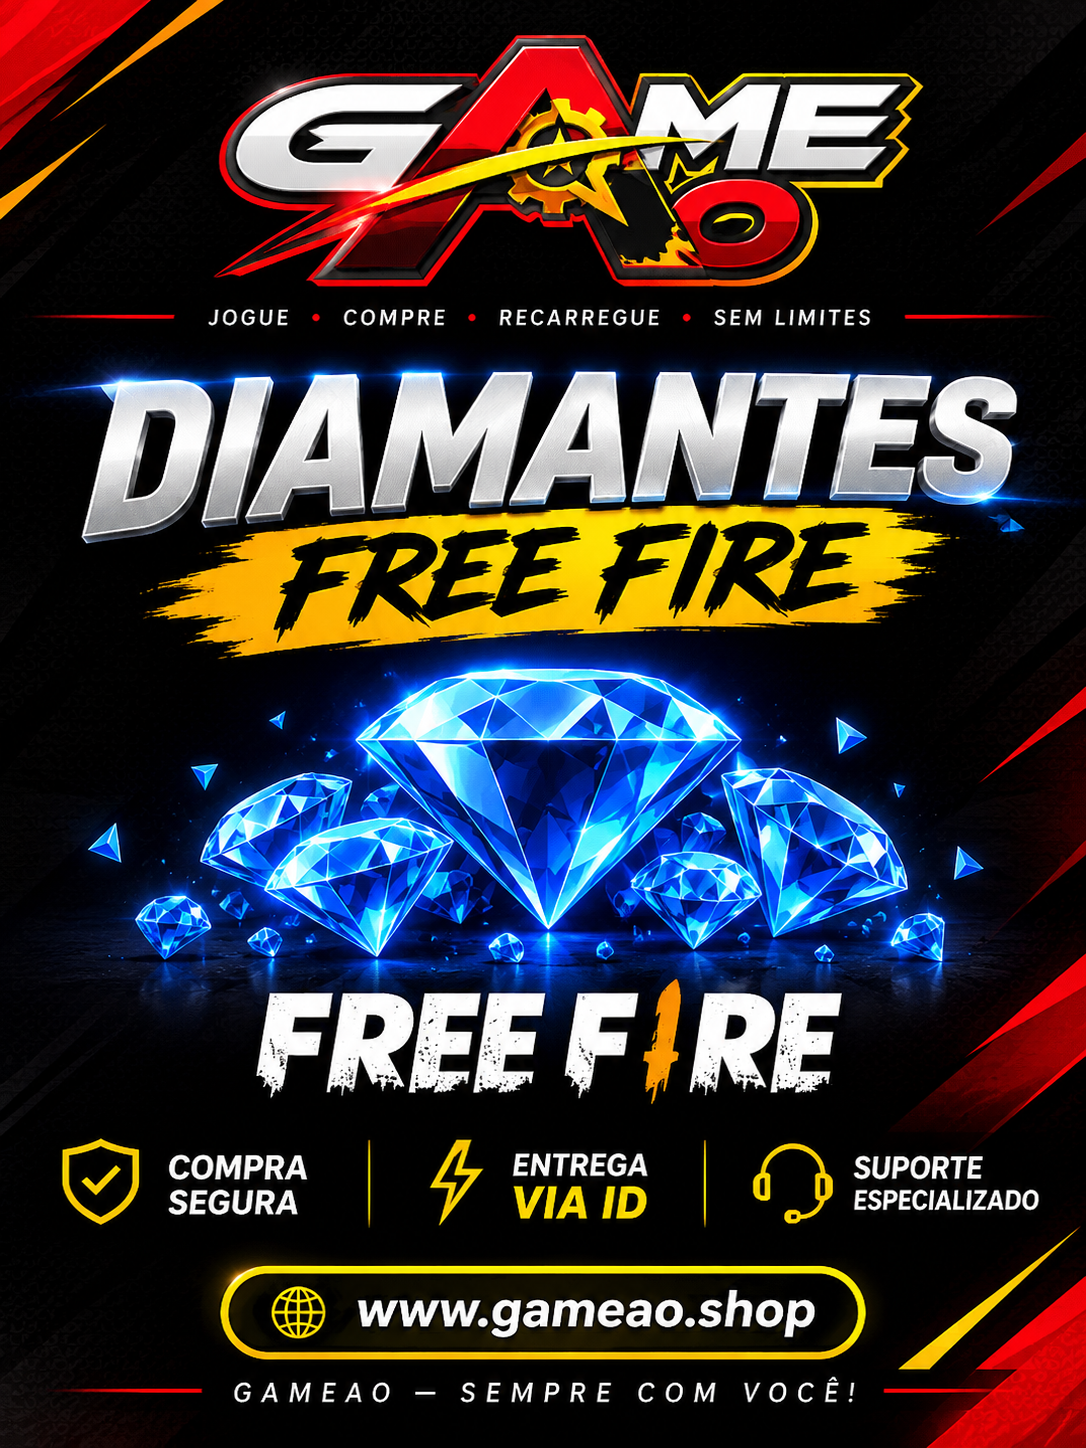 GAME
AO
JOGUE • COMPRE • RECARREGUE • SEM LIMITES
DIAMANTES
FREE FIRE
FREE FIRE
COMPRA
SEGURA
ENTREGA
VIA ID
SUPORTE
ESPECIALIZADO
www.gameao.shop
GAMEAO — SEMPRE COM VOCÊ!